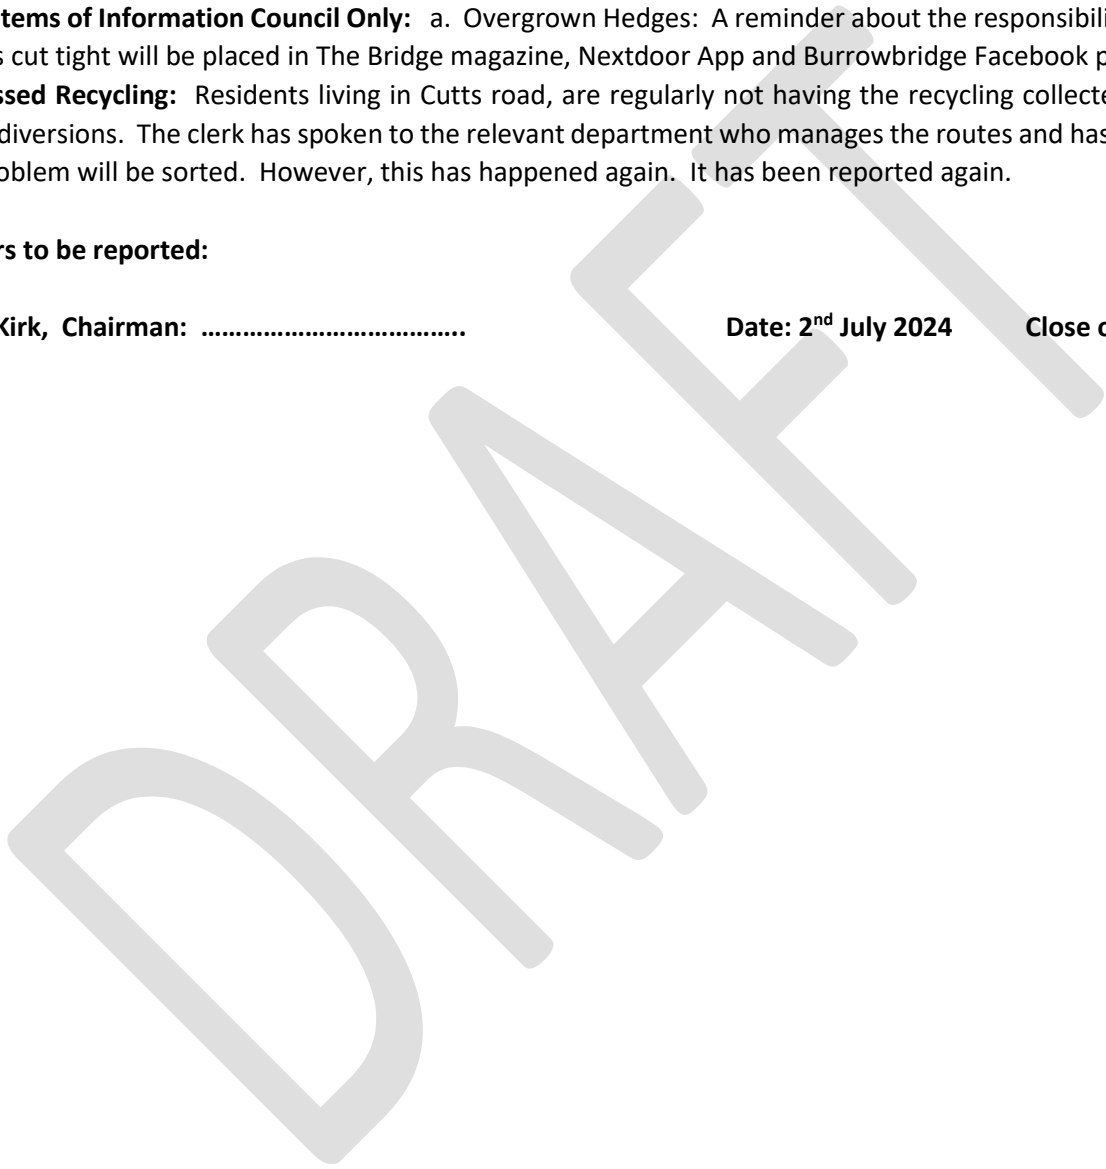 tems of Information Council Only: a. Overgrown Hedges: A reminder about the responsibili
s cut tight will be placed in The Bridge magazine, Nextdoor App and Burrowbridge Facebook p
ssed Recycling: Residents living in Cutts road, are regularly not having the recycling collecte
diversions. The clerk has spoken to the relevant department who manages the routes and has
oblem will be sorted. However, this has happened again. It has been reported again.
rs to be reported:
Kirk, Chairman: ……………………………….. Date: 2nd July 2024 Close o
DRAFT